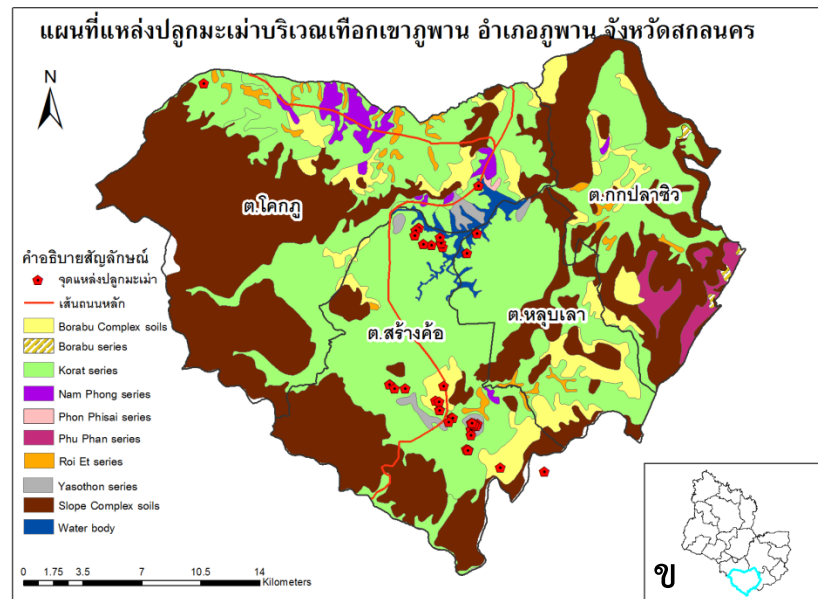 แผนที่แหล่งปลูกมะเม่าบริเวณเทือกเขาภูพาน อำเภอภูพาน จังหวัดสกลนคร
N
ต.โคกภู
ต.กกปลาซิว
ต.หลุบเลา
ต.สร้างค้อ
คำอธิบายสัญลักษณ์
จุดแหล่งปลูกมะเม่า
เส้นถนนหลัก
Borabu Complex soils
Borabu series
Korat series
Nam Phong series
Phon Phisai series
Phu Phan series
Roi Et series
Yasothon series
Slope Complex soils
Water body
0 1.75 3.5 7 10.5 14
Kilometers
ข